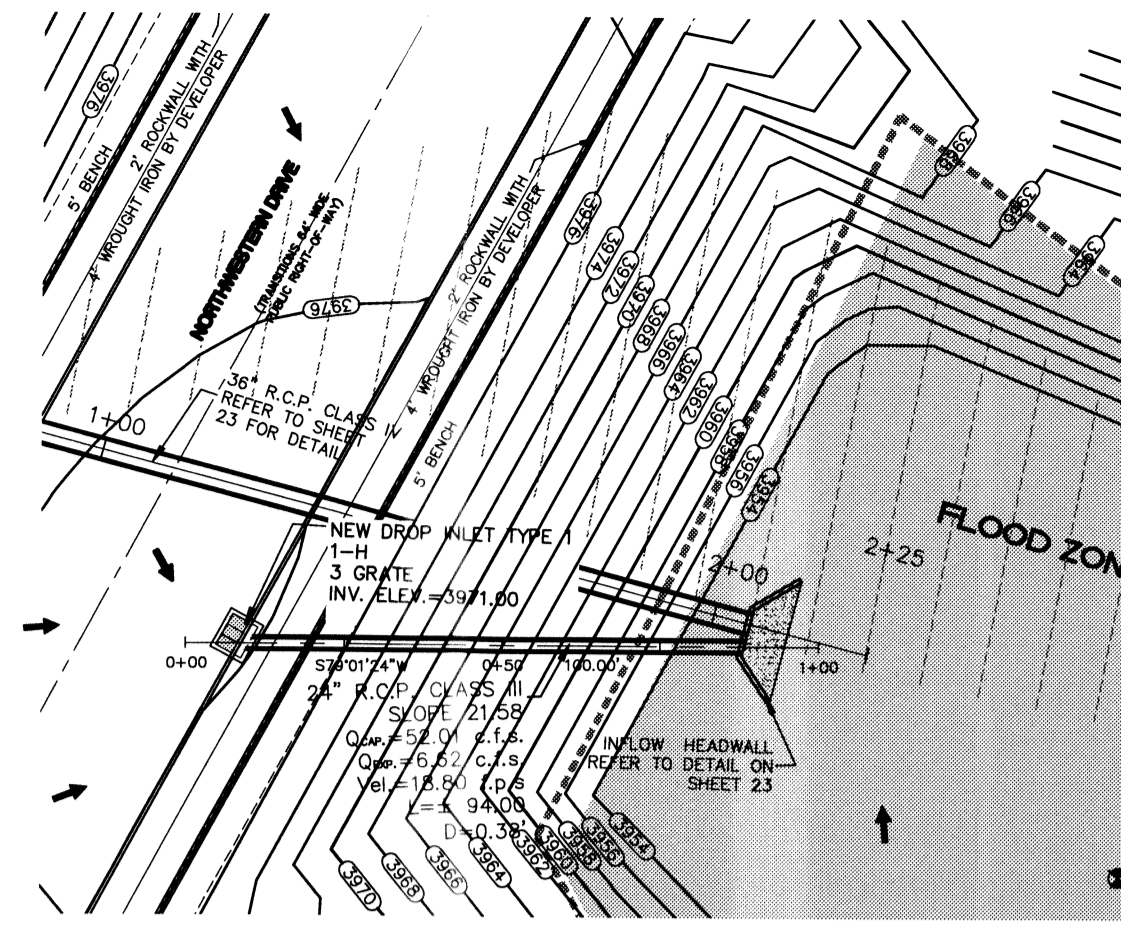 3976
5' BENCH
2' ROCKWALL WITH
4' WROUGHT IRON BY DEVELOPER
NORTHWESTERN DRIVE
(TRANSITIONS 64' WIDE
PUBLIC RIGHT-OF-WAY)
3976
2' ROCKWALL WITH
4' WROUGHT IRON BY DEVELOPER
5' BENCH
3968
3966
3964
3976
3974
3972
3970
3968
3966
3964
3962
3960
3958
3956
3954
36" R.C.P. CLASS IV
REFER TO SHEET
23 FOR DETAIL
1+00
FLOOD ZON
2+25
2+00
NEW DROP INLET TYPE 1
1-H
3 GRATE
INV. ELEV.=3971.00
0+00
S79°01'24"W
0+50
100.00'
1+00
24" R.C.P. CLASS III
SLOPE 21.58
QCAP.=52.01 c.f.s.
QEXP.=6.62 c.f.s.
Vel.=18.80 f.p.s
L=± 94.00
D=0.38'
INFLOW HEADWALL
REFER TO DETAIL ON
SHEET 23
3970
3968
3966
3964
3962
3960
3958
3956
3954